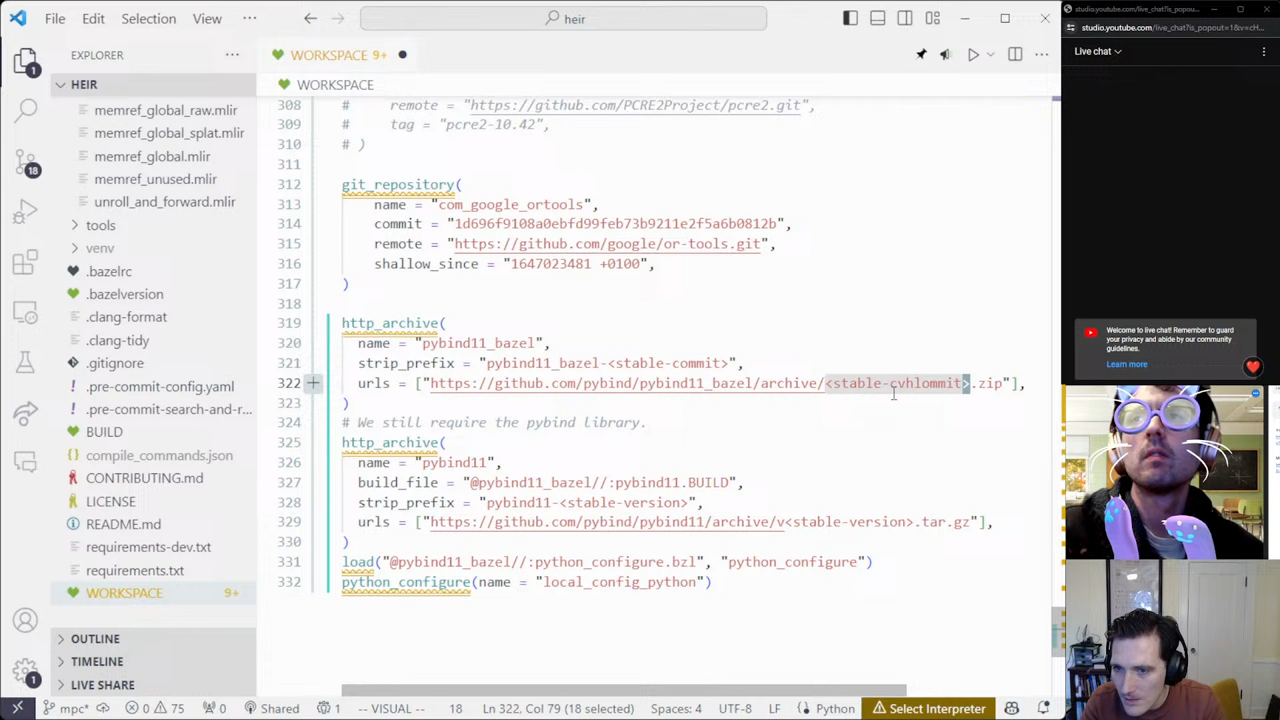 File Edit Selection View ···
heir
studio.youtube.com/live_chat?is_popout=1&v=cH...
studio.youtube.com/live_chat?is_popout=1&v=cH...
Live chat
EXPLORER ···
WORKSPACE 9+
HEIR
WORKSPACE
memref_global_raw.mlir
memref_global_splat.mlir
memref_global.mlir
memref_unused.mlir
unroll_and_forward.mlir
tools
venv
.bazelrc
.bazelversion
.clang-format
.clang-tidy
.gitignore
.pre-commit-config.yaml
.pre-commit-search-and-r...
BUILD
compile_commands.json
CONTRIBUTING.md
LICENSE
README.md
requirements-dev.txt
requirements.txt
WORKSPACE 9+
OUTLINE
TIMELINE
LIVE SHARE
1
18
1
308 # remote = "https://github.com/PCRE2Project/pcre2.git",
309 # tag = "pcre2-10.42",
310 # )
311
312 git_repository(
313 name = "com_google_ortools",
314 commit = "1d696f9108a0ebfd99feb73b9211e2f5a6b0812b",
315 remote = "https://github.com/google/or-tools.git",
316 shallow_since = "1647023481 +0100",
317 )
318
319 http_archive(
320 name = "pybind11_bazel",
321 strip_prefix = "pybind11_bazel-<stable-commit>",
322 urls = ["https://github.com/pybind/pybind11_bazel/archive/<stable-cvhlommit>.zip"],
323 )
324 # We still require the pybind library.
325 http_archive(
326 name = "pybind11",
327 build_file = "@pybind11_bazel//:pybind11.BUILD",
328 strip_prefix = "pybind11-<stable-version>",
329 urls = ["https://github.com/pybind/pybind11/archive/v<stable-version>.tar.gz"],
330 )
331 load("@pybind11_bazel//:python_configure.bzl", "python_configure")
332 python_configure(name = "local_config_python")
Welcome to live chat! Remember to guard
your privacy and abide by our community
guidelines.
Learn more
mpc* 0 75 0 Shared 1 -- VISUAL -- 18 Ln 322, Col 79 (18 selected) Spaces: 4 UTF-8 LF Python Select Interpreter